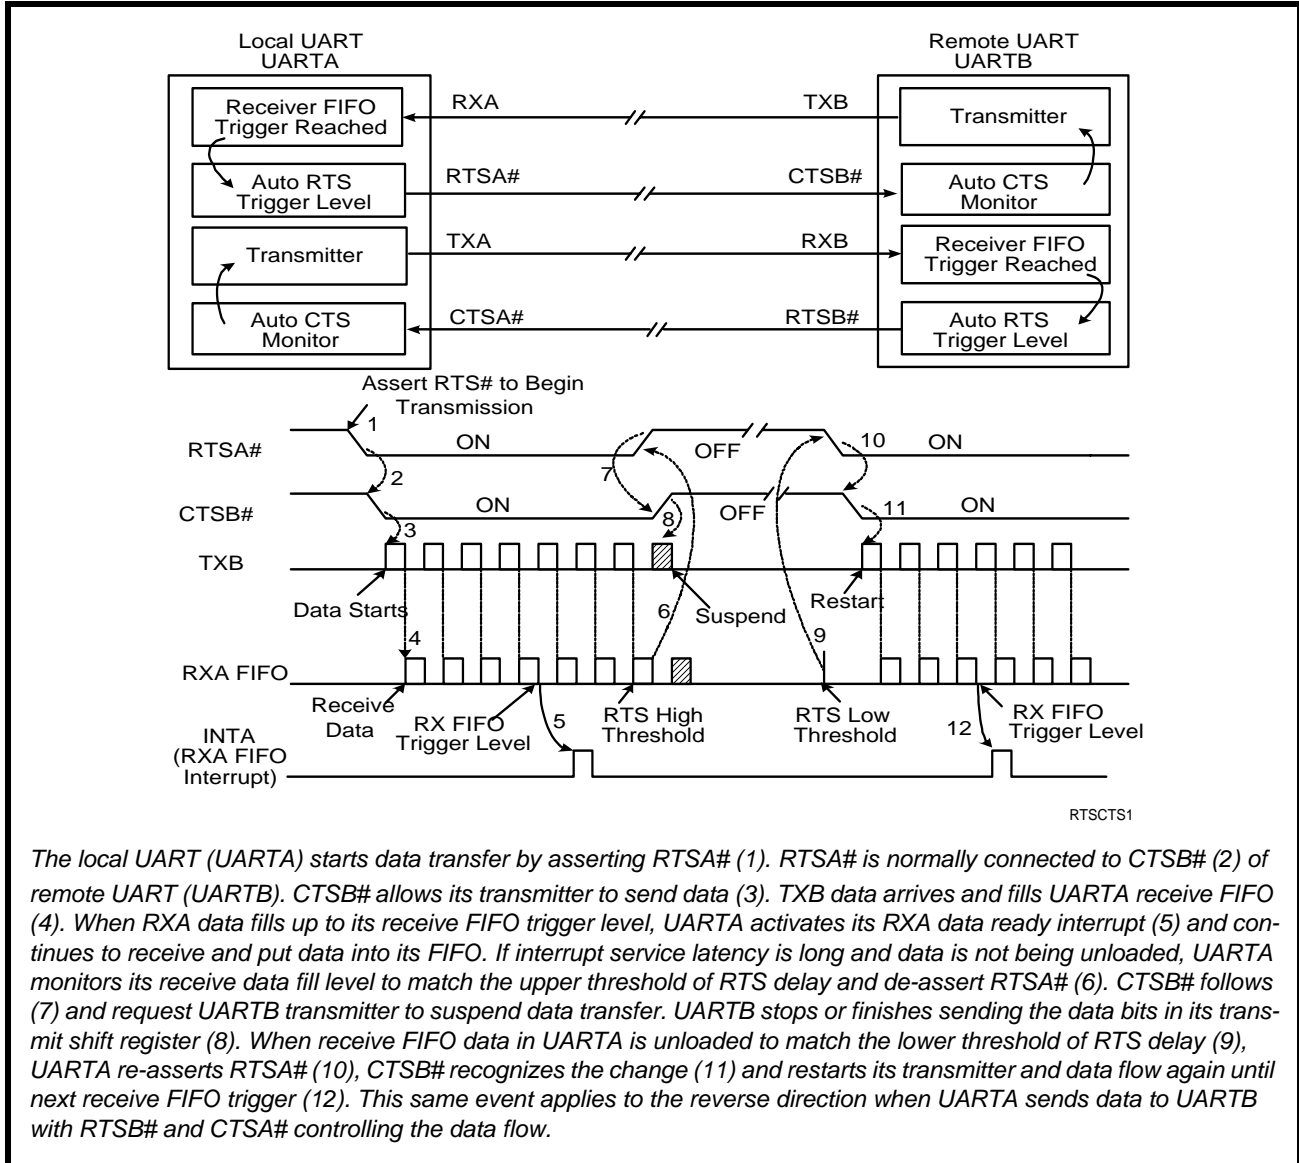 Local UART
UARTA
Remote UART
UARTB
Receiver FIFO
Trigger Reached
RXA
TXB
Transmitter
Auto RTS
Trigger Level
RTSA#
CTSB#
Auto CTS
Monitor
Transmitter
TXA
RXB
Receiver FIFO
Trigger Reached
Auto CTS
Monitor
CTSA#
RTSB#
Auto RTS
Trigger Level
Assert RTS# to Begin
Transmission
RTSA#
1
ON
7
OFF
10
ON
2
CTSB#
ON
8
OFF
11
ON
3
TXB
Data Starts
6
Suspend
Restart
4
9
RXA FIFO
Receive
Data
RX FIFO
Trigger Level
5
RTS High
Threshold
RTS Low
Threshold
12
RX FIFO
Trigger Level
INTA
(RXA FIFO
Interrupt)
RTSCTS1
The local UART (UARTA) starts data transfer by asserting RTSA# (1). RTSA# is normally connected to CTSB# (2) of
remote UART (UARTB). CTSB# allows its transmitter to send data (3). TXB data arrives and fills UARTA receive FIFO
(4). When RXA data fills up to its receive FIFO trigger level, UARTA activates its RXA data ready interrupt (5) and con-
tinues to receive and put data into its FIFO. If interrupt service latency is long and data is not being unloaded, UARTA
monitors its receive data fill level to match the upper threshold of RTS delay and de-assert RTSA# (6). CTSB# follows
(7) and request UARTB transmitter to suspend data transfer. UARTB stops or finishes sending the data bits in its trans-
mit shift register (8). When receive FIFO data in UARTA is unloaded to match the lower threshold of RTS delay (9),
UARTA re-asserts RTSA# (10), CTSB# recognizes the change (11) and restarts its transmitter and data flow again until
next receive FIFO trigger (12). This same event applies to the reverse direction when UARTA sends data to UARTB
with RTSB# and CTSA# controlling the data flow.